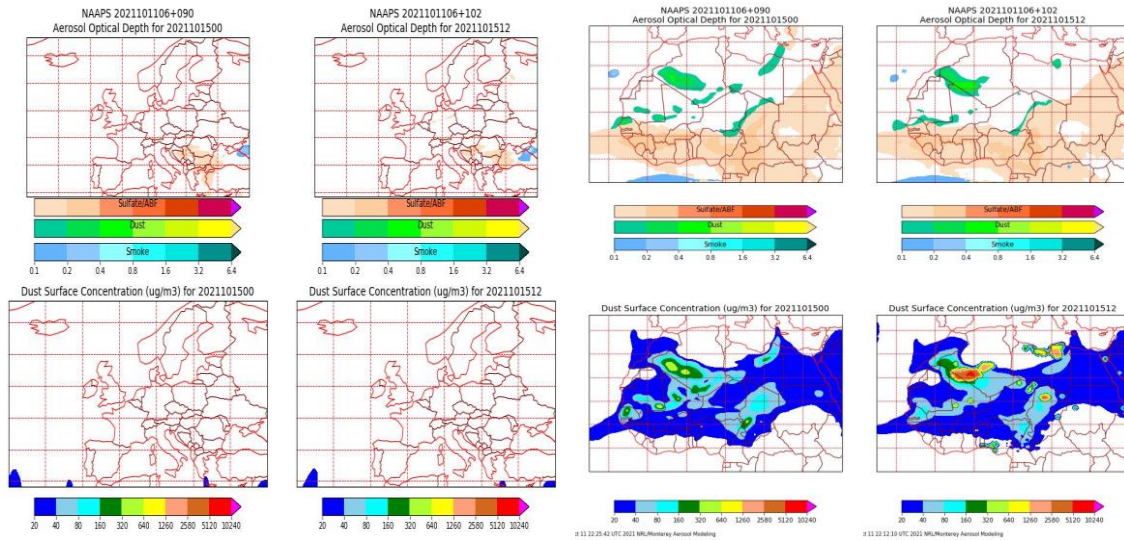 NAAPS 2021101106+090
Aerosol Optical Depth for 2021101500
NAAPS 2021101106+102
Aerosol Optical Depth for 2021101512
NAAPS 2021101106+090
Aerosol Optical Depth for 2021101500
NAAPS 2021101106+102
Aerosol Optical Depth for 2021101512
Sulfate/ABF
Dust
Smoke
0.1 0.2 0.4 0.8 1.6 3.2 6.4
Sulfate/ABF
Dust
Smoke
0.1 0.2 0.4 0.8 1.6 3.2 6.4
Sulfate/ABF
Dust
Smoke
0.1 0.2 0.4 0.8 1.6 3.2 6.4
Sulfate/ABF
Dust
Smoke
0.1 0.2 0.4 0.8 1.6 3.2 6.4
Dust Surface Concentration (ug/m3) for 2021101500
Dust Surface Concentration (ug/m3) for 2021101512
Dust Surface Concentration (ug/m3) for 2021101500
Dust Surface Concentration (ug/m3) for 2021101512
20 40 80 160 320 640 1260 2580 5120 10240
20 40 80 160 320 640 1260 2580 5120 10240
20 40 80 160 320 640 1260 2580 5120 10240
20 40 80 160 320 640 1260 2580 5120 10240
t 11 22:25:42 UTC 2021 NRL/Monterey Aerosol Modeling
t 11 22:12:10 UTC 2021 NRL/Monterey Aerosol Modeling